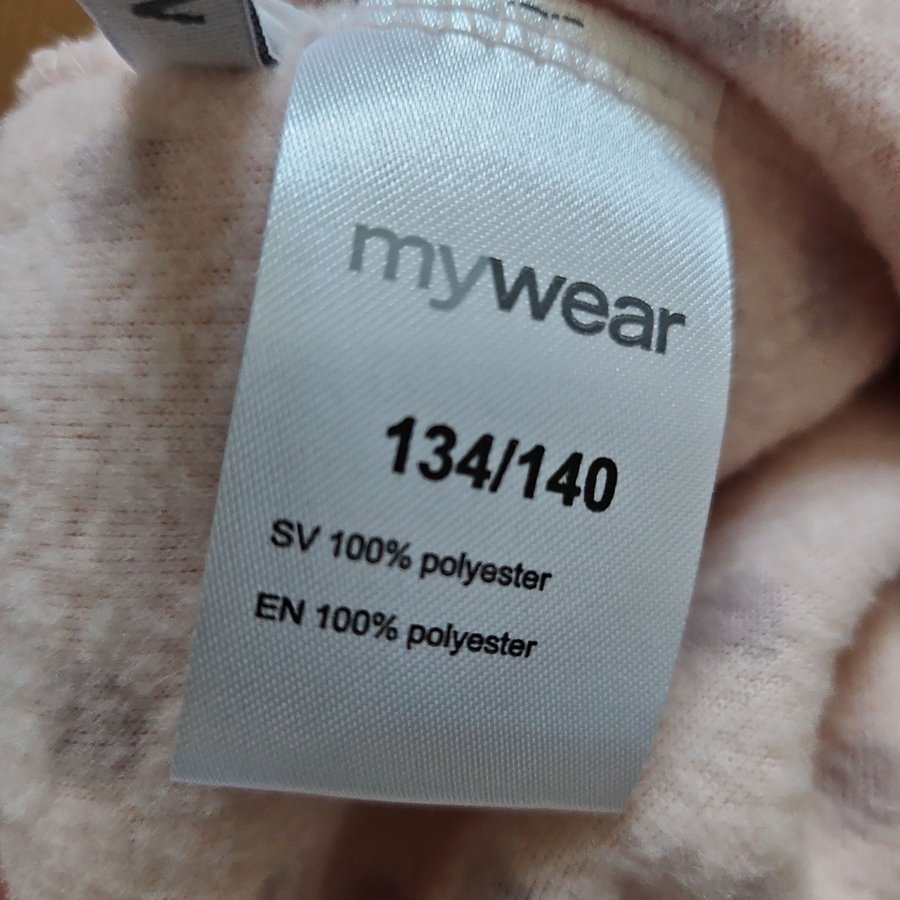 mywear
134/140
SV 100% polyester
EN 100% polyester